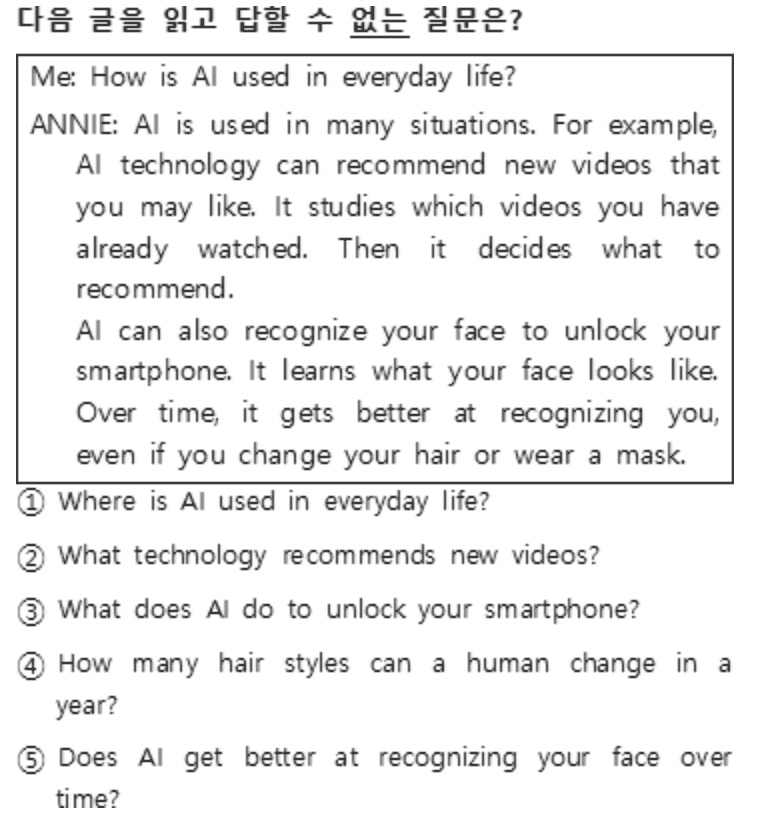 다음 글을 읽고 답할 수 없는 질문은?
Me: How is AI used in everyday life?
ANNIE: AI is used in many situations. For example,
AI technology can recommend new videos that
you may like. It studies which videos you have
already watched. Then it decides what to
recommend.
AI can also recognize your face to unlock your
smartphone. It learns what your face looks like.
Over time, it gets better at recognizing you,
even if you change your hair or wear a mask.
① Where is AI used in everyday life?
② What technology recommends new videos?
③ What does AI do to unlock your smartphone?
④ How many hair styles can a human change in a
year?
⑤ Does AI get better at recognizing your face over
time?